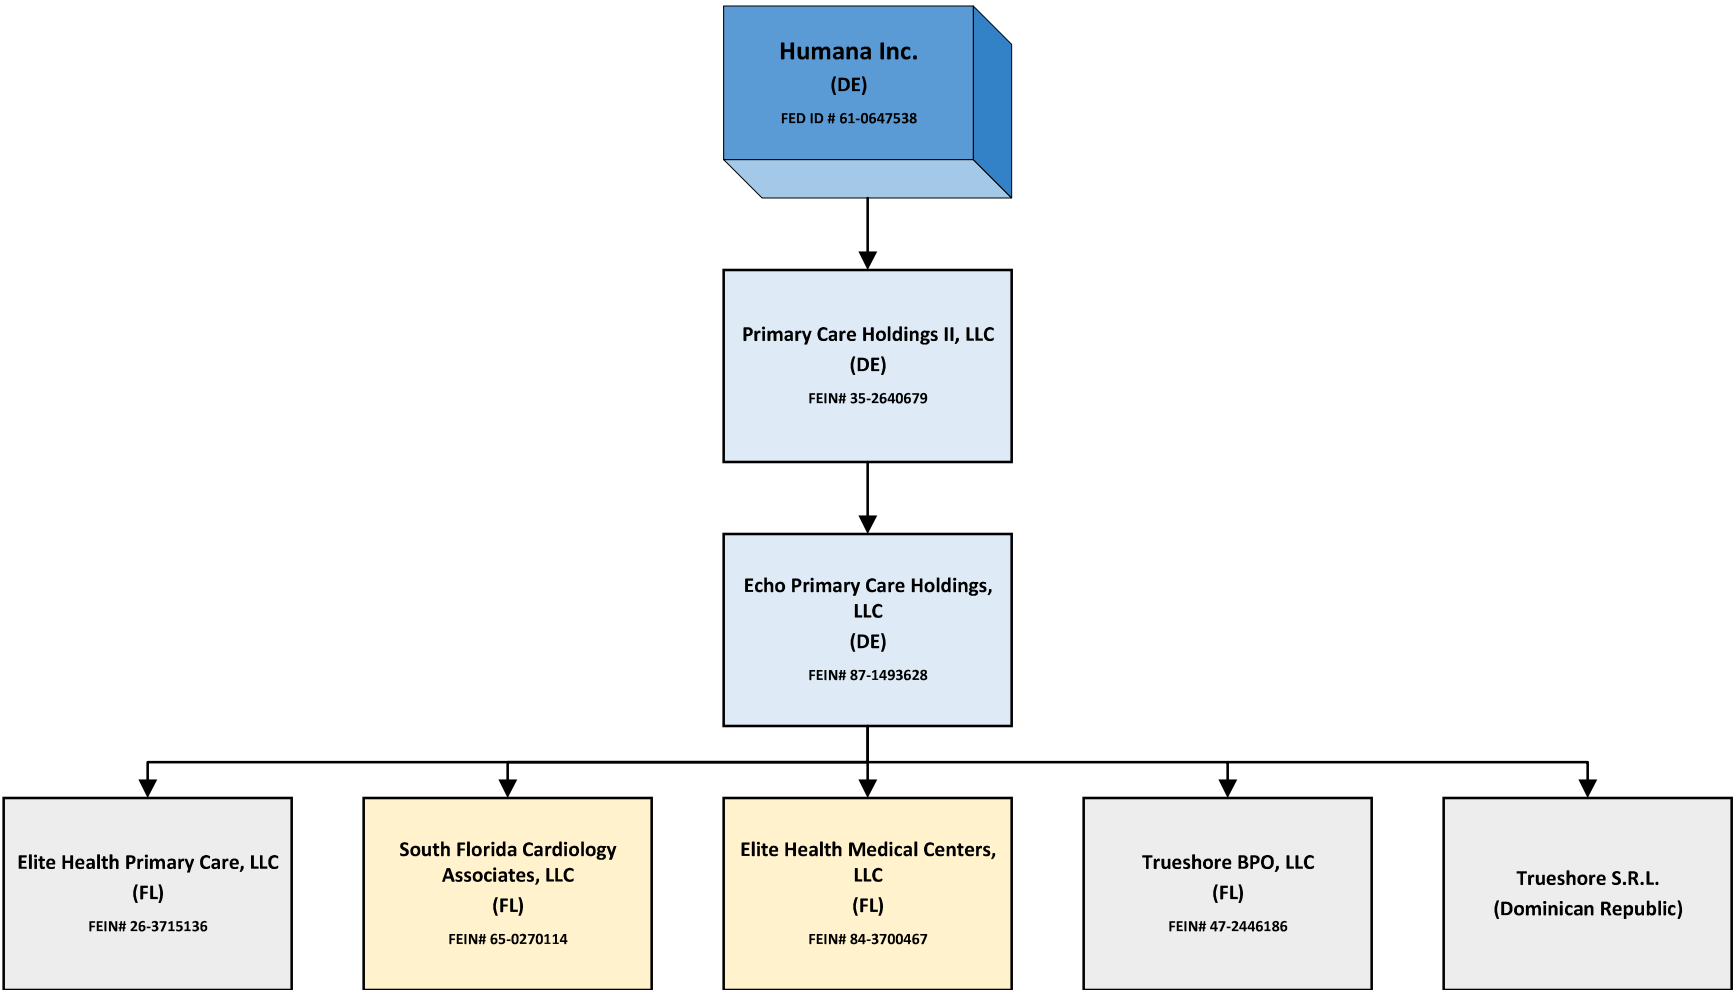 Humana Inc.
(DE)
FED ID # 61-0647538
Primary Care Holdings II, LLC
(DE)
FEIN# 35-2640679
Echo Primary Care Holdings,
LLC
(DE)
FEIN# 87-1493628
Elite Health Primary Care, LLC
(FL)
FEIN# 26-3715136
South Florida Cardiology
Associates, LLC
(FL)
FEIN# 65-0270114
Elite Health Medical Centers,
LLC
(FL)
FEIN# 84-3700467
Trueshore BPO, LLC
(FL)
FEIN# 47-2446186
Trueshore S.R.L.
(Dominican Republic)